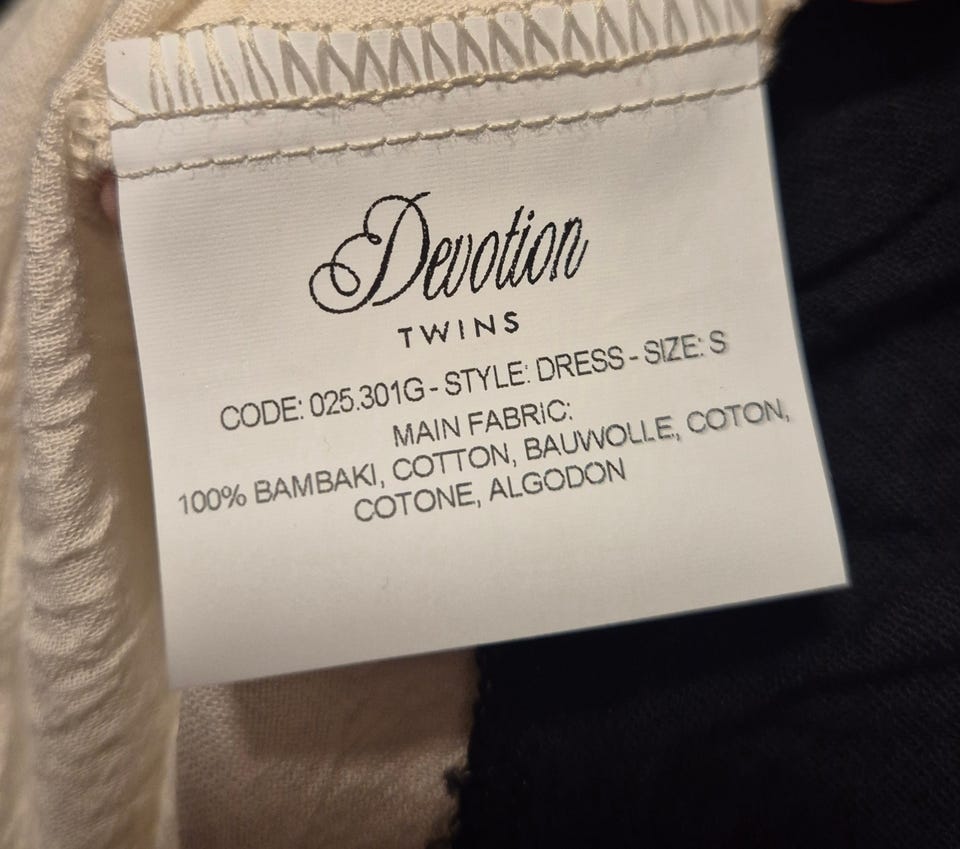 Devotion
TWINS
CODE: 025.301G - STYLE: DRESS - SIZE: S
MAIN FABRIC:
100% BAMBAKI, COTTON, BAUWOLLE, COTON,
COTONE, ALGODON